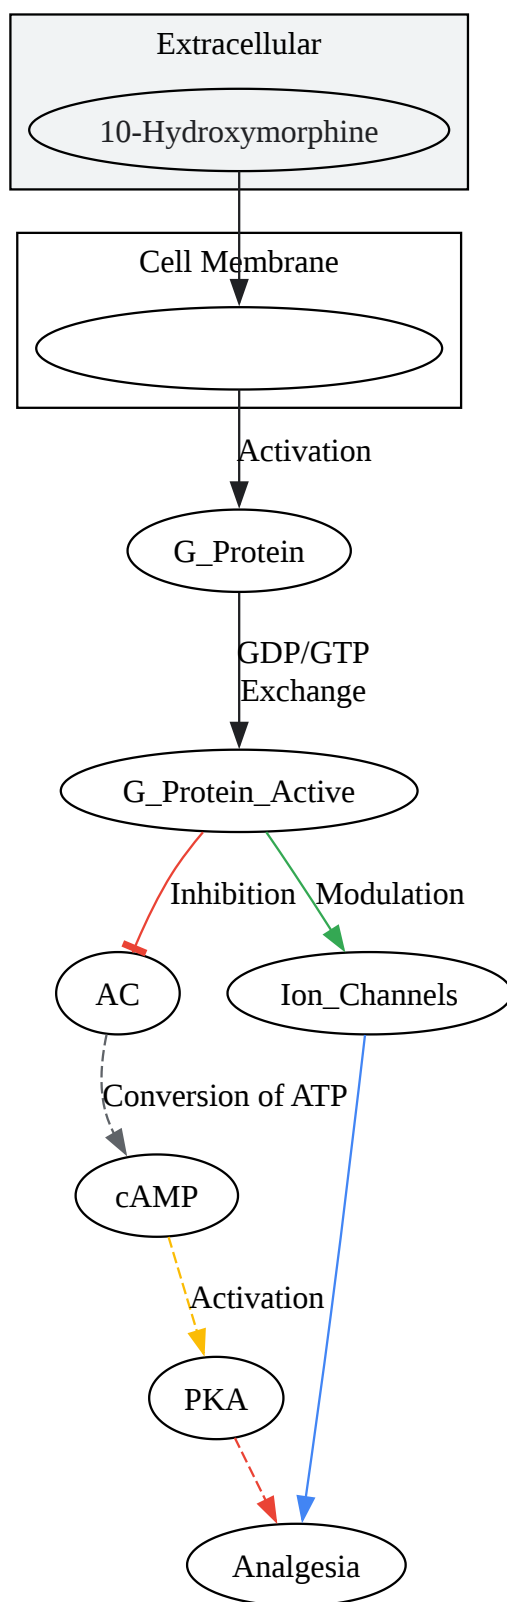 Extracellular
10-Hydroxymorphine
Cell Membrane
Activation
G_Protein
GDP/GTP
Exchange
G_Protein_Active
Inhibition
Modulation
AC
Ion_Channels
Conversion of ATP
cAMP
Activation
PKA
Analgesia